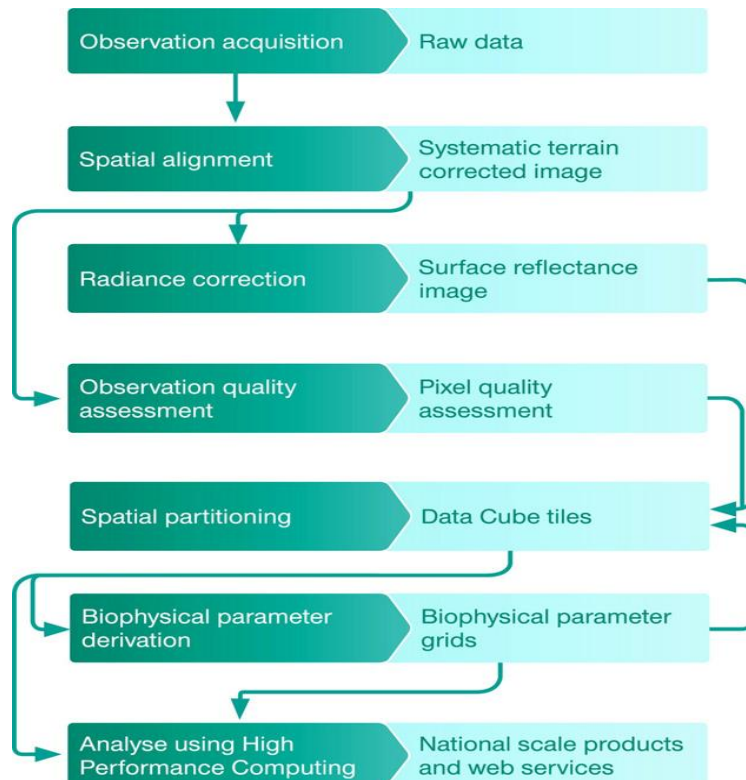 Observation acquisition
Raw data
Spatial alignment
Systematic terrain
corrected image
Radiance correction
Surface reflectance
image
Observation quality
assessment
Pixel quality
assessment
Spatial partitioning
Data Cube tiles
Biophysical parameter
derivation
Biophysical parameter
grids
Analyse using High
Performance Computing
National scale products
and web services